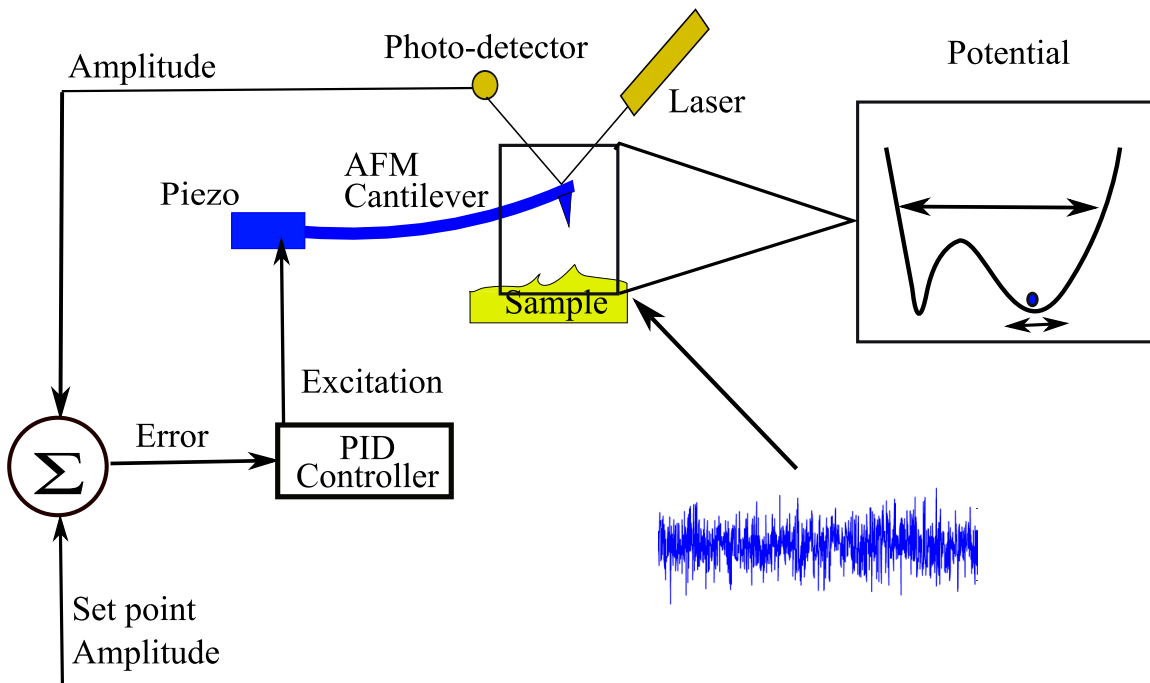 Photo-detector
Potential
Amplitude
Laser
AFM
Cantilever
Piezo
Sample
Excitation
Error
PID
Controller
Σ
Set point
Amplitude